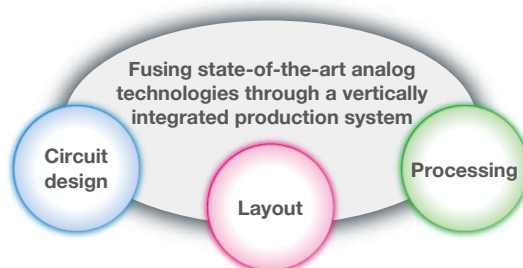 Fusing state-of-the-art analog
technologies through a vertically
integrated production system
Circuit
design
Layout
Processing